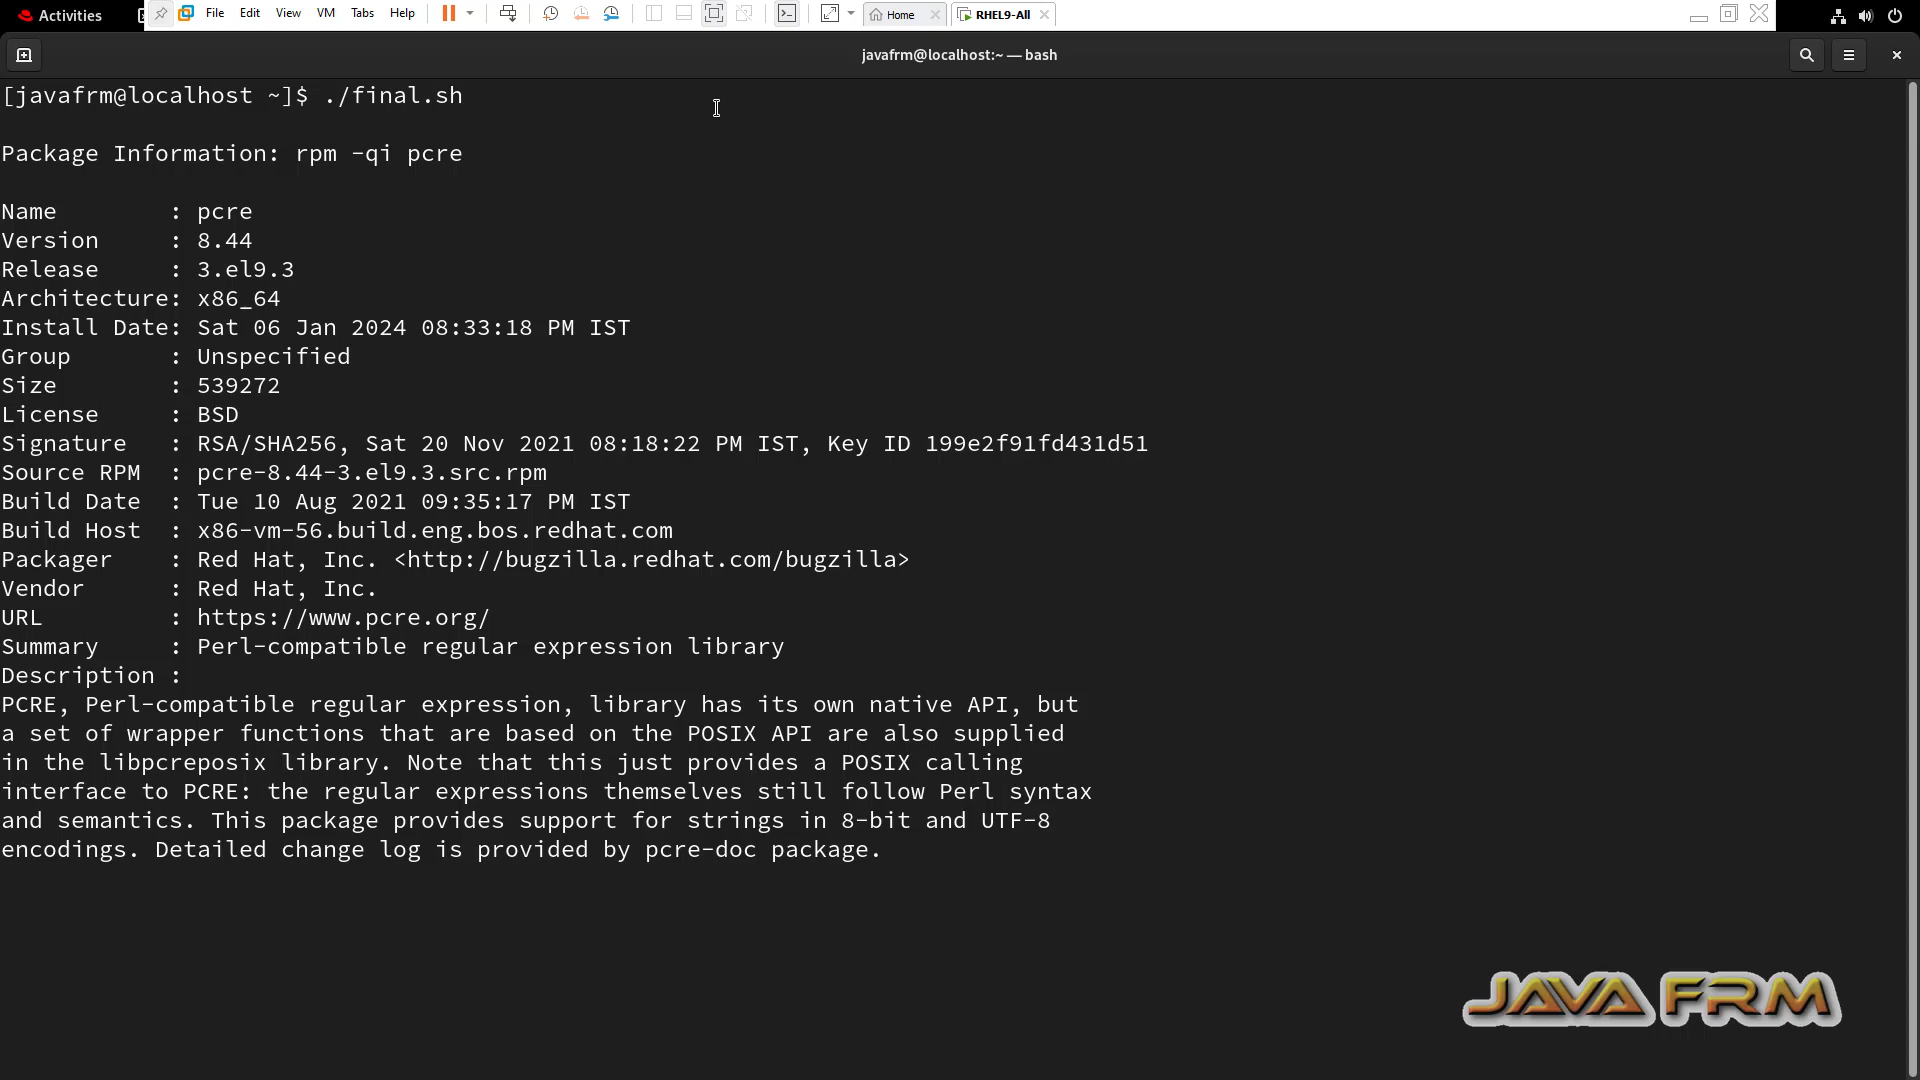 Activities File Edit View VM Tabs Help Home RHEL9-All
javafrm@localhost:~ — bash
[javafrm@localhost ~]$ ./final.sh
Package Information: rpm -qi pcre
Name        : pcre
Version     : 8.44
Release     : 3.el9.3
Architecture: x86_64
Install Date: Sat 06 Jan 2024 08:33:18 PM IST
Group       : Unspecified
Size        : 539272
License     : BSD
Signature   : RSA/SHA256, Sat 20 Nov 2021 08:18:22 PM IST, Key ID 199e2f91fd431d51
Source RPM  : pcre-8.44-3.el9.3.src.rpm
Build Date  : Tue 10 Aug 2021 09:35:17 PM IST
Build Host  : x86-vm-56.build.eng.bos.redhat.com
Packager    : Red Hat, Inc. <http://bugzilla.redhat.com/bugzilla>
Vendor      : Red Hat, Inc.
URL         : https://www.pcre.org/
Summary     : Perl-compatible regular expression library
Description :
PCRE, Perl-compatible regular expression, library has its own native API, but
a set of wrapper functions that are based on the POSIX API are also supplied
in the libpcreposix library. Note that this just provides a POSIX calling
interface to PCRE: the regular expressions themselves still follow Perl syntax
and semantics. This package provides support for strings in 8-bit and UTF-8
encodings. Detailed change log is provided by pcre-doc package.
JAVA FRM